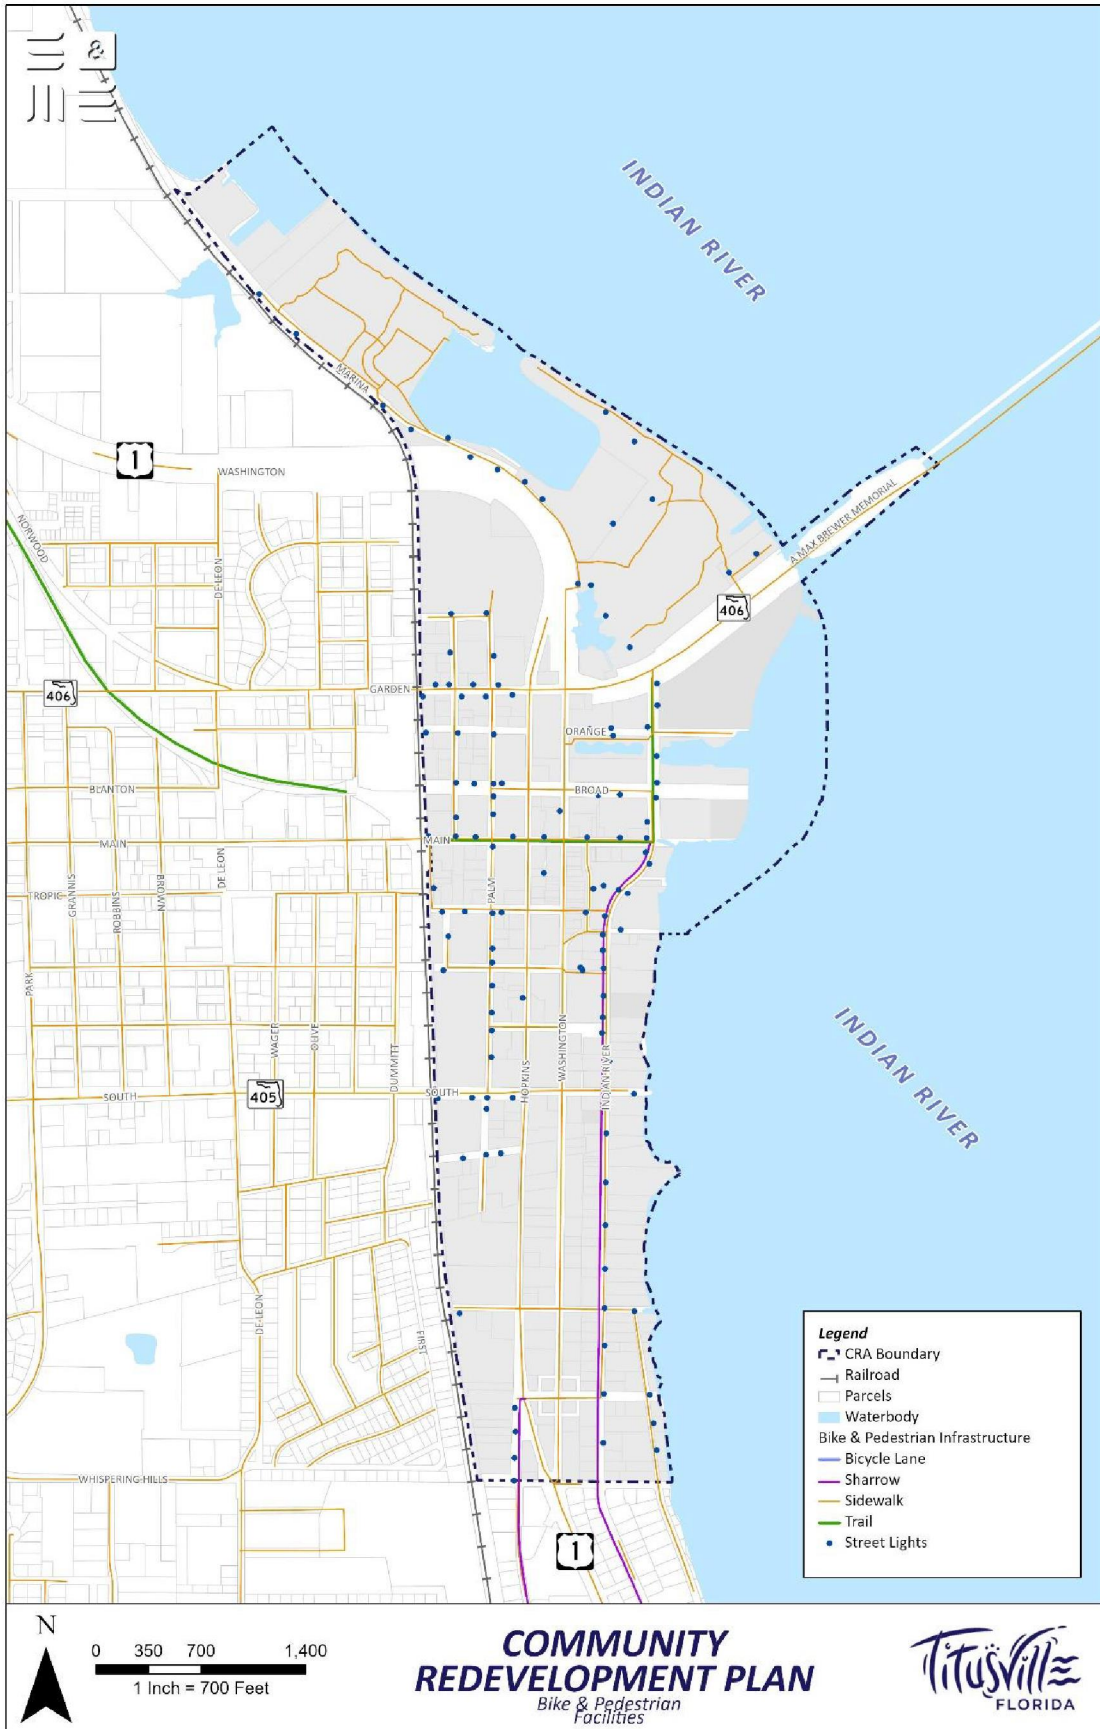 &
INDIAN RIVER
MARINA
1
WASHINGTON
NORWOOD
DE LEON
A MAX BREWER MEMORIAL
406
406
GARDEN
ORANGE
BLANTON
BROAD
MAIN
MAIN
DE LEON
TROPIC
GRANNIS
ROBBINS
BROWN
PALM
PARK
WAGER
OLIVE
DUMMITT
HOPKINS
WASHINGTON
INDIAN RIVER
INDIAN RIVER
SOUTH
405
SOUTH
DE LEON
FIRST
WHISPERING HILLS
1
Legend
CRA Boundary
Railroad
Parcels
Waterbody
Bike & Pedestrian Infrastructure
Bicycle Lane
Sharrow
Sidewalk
Trail
Street Lights
N
0 350 700 1,400
1 Inch = 700 Feet
COMMUNITY
REDEVELOPMENT PLAN
Bike & Pedestrian
Facilities
Titusville
FLORIDA